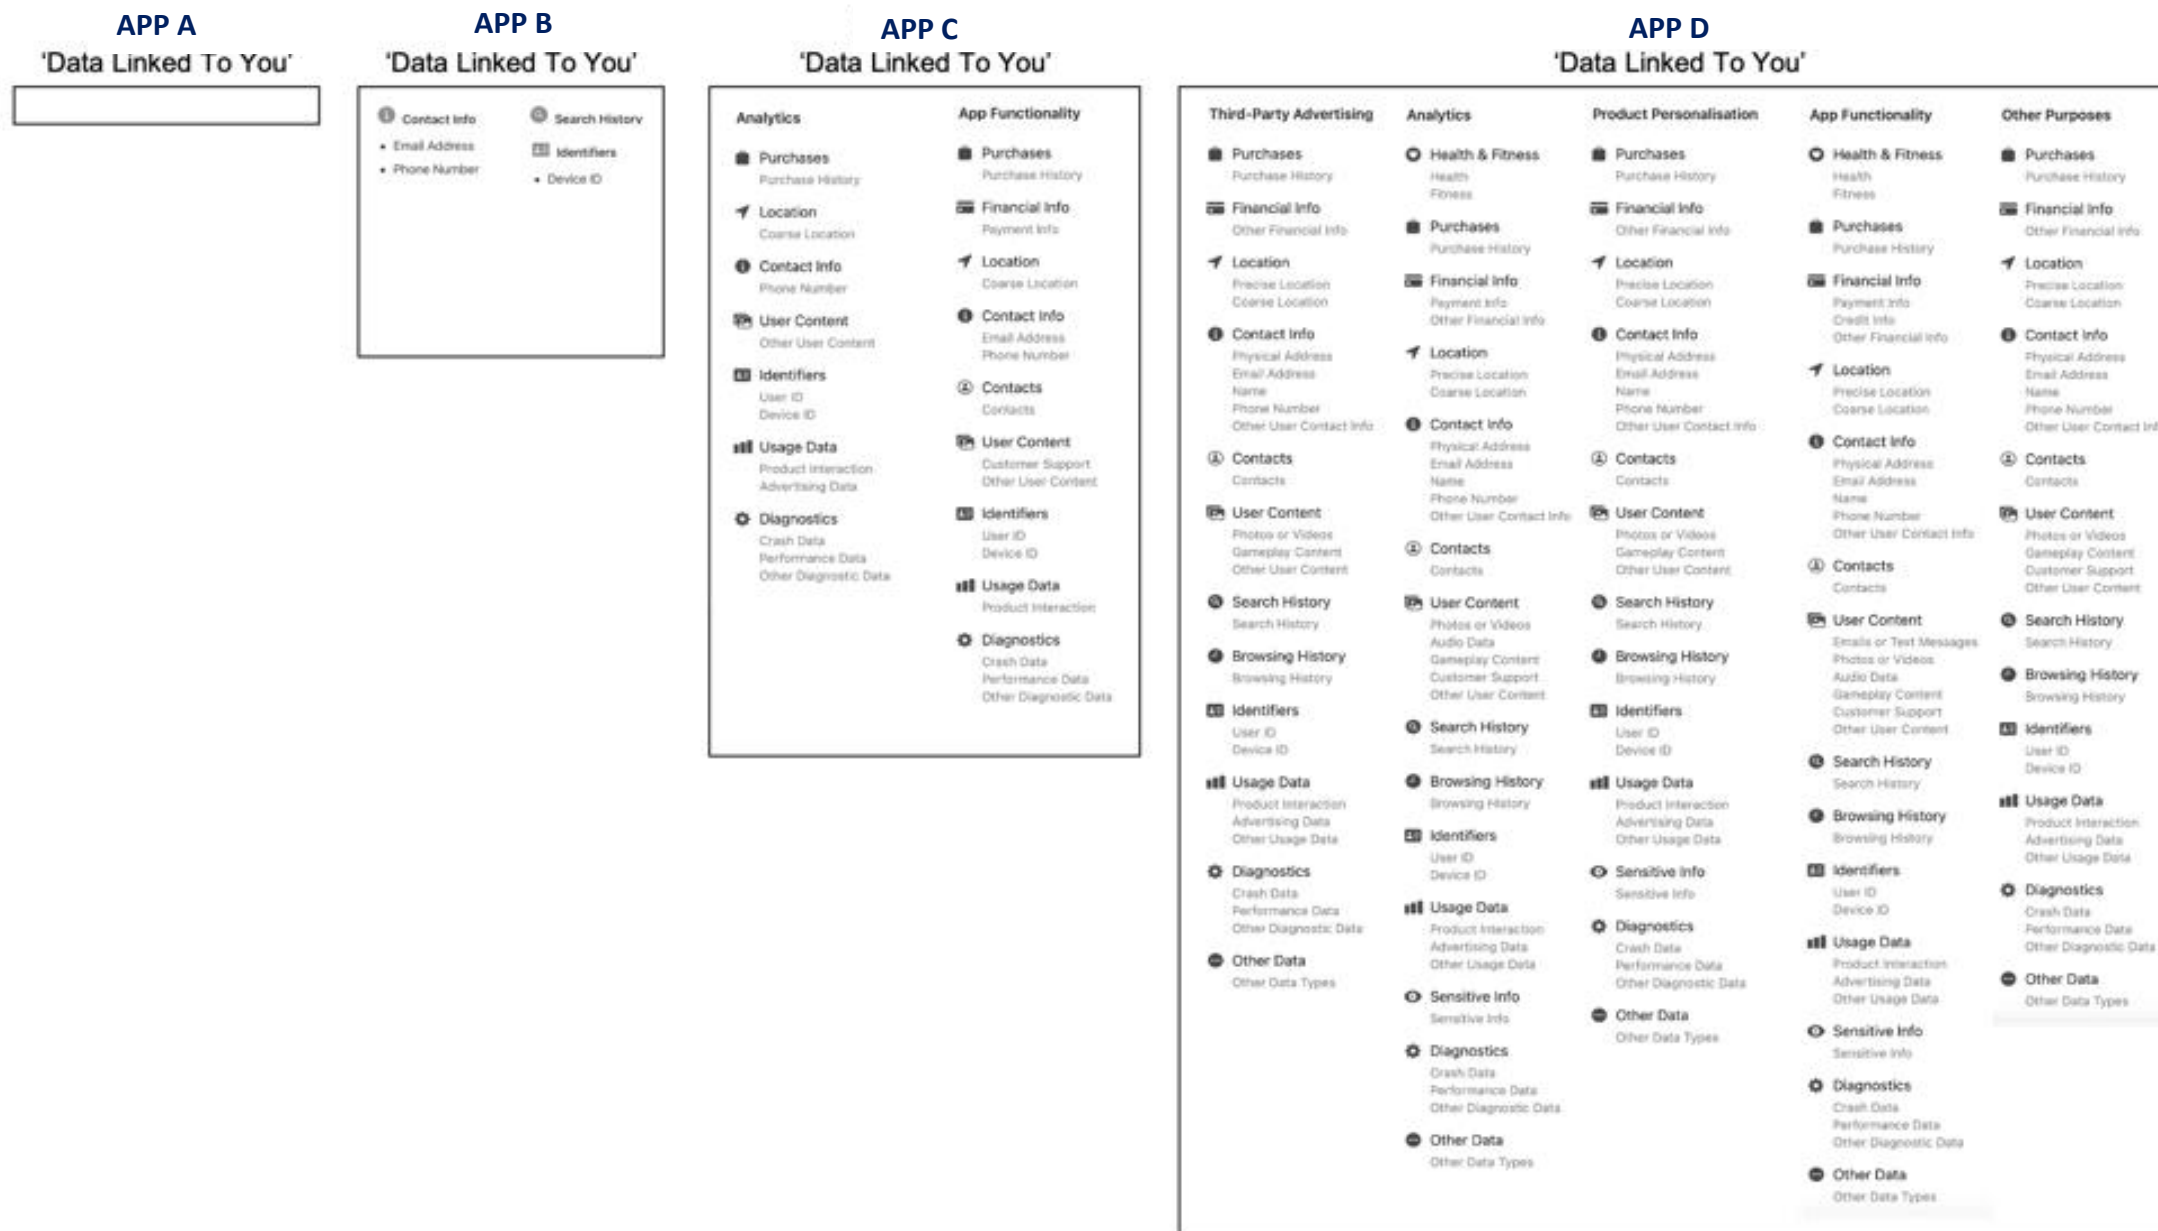 APP A
'Data Linked To You'
APP B
'Data Linked To You'
Contact Info
• Email Address
• Phone Number
Search History
Identifiers
• Device ID
APP C
'Data Linked To You'
Analytics
Purchases
Purchase History
Location
Coarse Location
Contact Info
Phone Number
User Content
Other User Content
Identifiers
User ID
Device ID
Usage Data
Product Interaction
Advertising Data
Diagnostics
Crash Data
Performance Data
Other Diagnostic Data
App Functionality
Purchases
Purchase History
Financial Info
Payment Info
Location
Coarse Location
Contact Info
Email Address
Phone Number
Contacts
Contacts
User Content
Customer Support
Other User Content
Identifiers
User ID
Device ID
Usage Data
Product Interaction
Diagnostics
Crash Data
Performance Data
Other Diagnostic Data
APP D
'Data Linked To You'
Third-Party Advertising
Purchases
Purchase History
Financial Info
Other Financial Info
Location
Precise Location
Coarse Location
Contact Info
Physical Address
Email Address
Name
Phone Number
Other User Contact Info
Contacts
Contacts
User Content
Photos or Videos
Gameplay Content
Other User Content
Search History
Search History
Browsing History
Browsing History
Identifiers
User ID
Device ID
Usage Data
Product Interaction
Advertising Data
Other Usage Data
Diagnostics
Crash Data
Performance Data
Other Diagnostic Data
Other Data
Other Data Types
Analytics
Health & Fitness
Health
Fitness
Purchases
Purchase History
Financial Info
Payment Info
Other Financial Info
Location
Precise Location
Coarse Location
Contact Info
Physical Address
Email Address
Name
Phone Number
Other User Contact Info
Contacts
Contacts
User Content
Photos or Videos
Audio Data
Gameplay Content
Customer Support
Other User Content
Search History
Search History
Browsing History
Browsing History
Identifiers
User ID
Device ID
Usage Data
Product Interaction
Advertising Data
Other Usage Data
Sensitive Info
Sensitive Info
Diagnostics
Crash Data
Performance Data
Other Diagnostic Data
Other Data
Other Data Types
Product Personalisation
Purchases
Purchase History
Financial Info
Other Financial Info
Location
Precise Location
Coarse Location
Contact Info
Physical Address
Email Address
Name
Phone Number
Other User Contact Info
Contacts
Contacts
User Content
Photos or Videos
Gameplay Content
Other User Content
Search History
Search History
Browsing History
Browsing History
Identifiers
User ID
Device ID
Usage Data
Product Interaction
Advertising Data
Other Usage Data
Sensitive Info
Sensitive Info
Diagnostics
Crash Data
Performance Data
Other Diagnostic Data
Other Data
Other Data Types
App Functionality
Health & Fitness
Health
Fitness
Purchases
Purchase History
Financial Info
Payment Info
Credit Info
Other Financial Info
Location
Precise Location
Coarse Location
Contact Info
Physical Address
Email Address
Name
Phone Number
Other User Contact Info
Contacts
Contacts
User Content
Emails or Text Messages
Photos or Videos
Audio Data
Gameplay Content
Customer Support
Other User Content
Search History
Search History
Browsing History
Browsing History
Identifiers
User ID
Device ID
Usage Data
Product Interaction
Advertising Data
Other Usage Data
Sensitive Info
Sensitive Info
Diagnostics
Crash Data
Performance Data
Other Diagnostic Data
Other Data
Other Data Types
Other Purposes
Purchases
Purchase History
Financial Info
Other Financial Info
Location
Precise Location
Coarse Location
Contact Info
Physical Address
Email Address
Name
Phone Number
Other User Contact Inf
Contacts
Contacts
User Content
Photos or Videos
Gameplay Content
Customer Support
Other User Content
Search History
Search History
Browsing History
Browsing History
Identifiers
User ID
Device ID
Usage Data
Product Interaction
Advertising Data
Other Usage Data
Diagnostics
Crash Data
Performance Data
Other Diagnostic Data
Other Data
Other Data Types